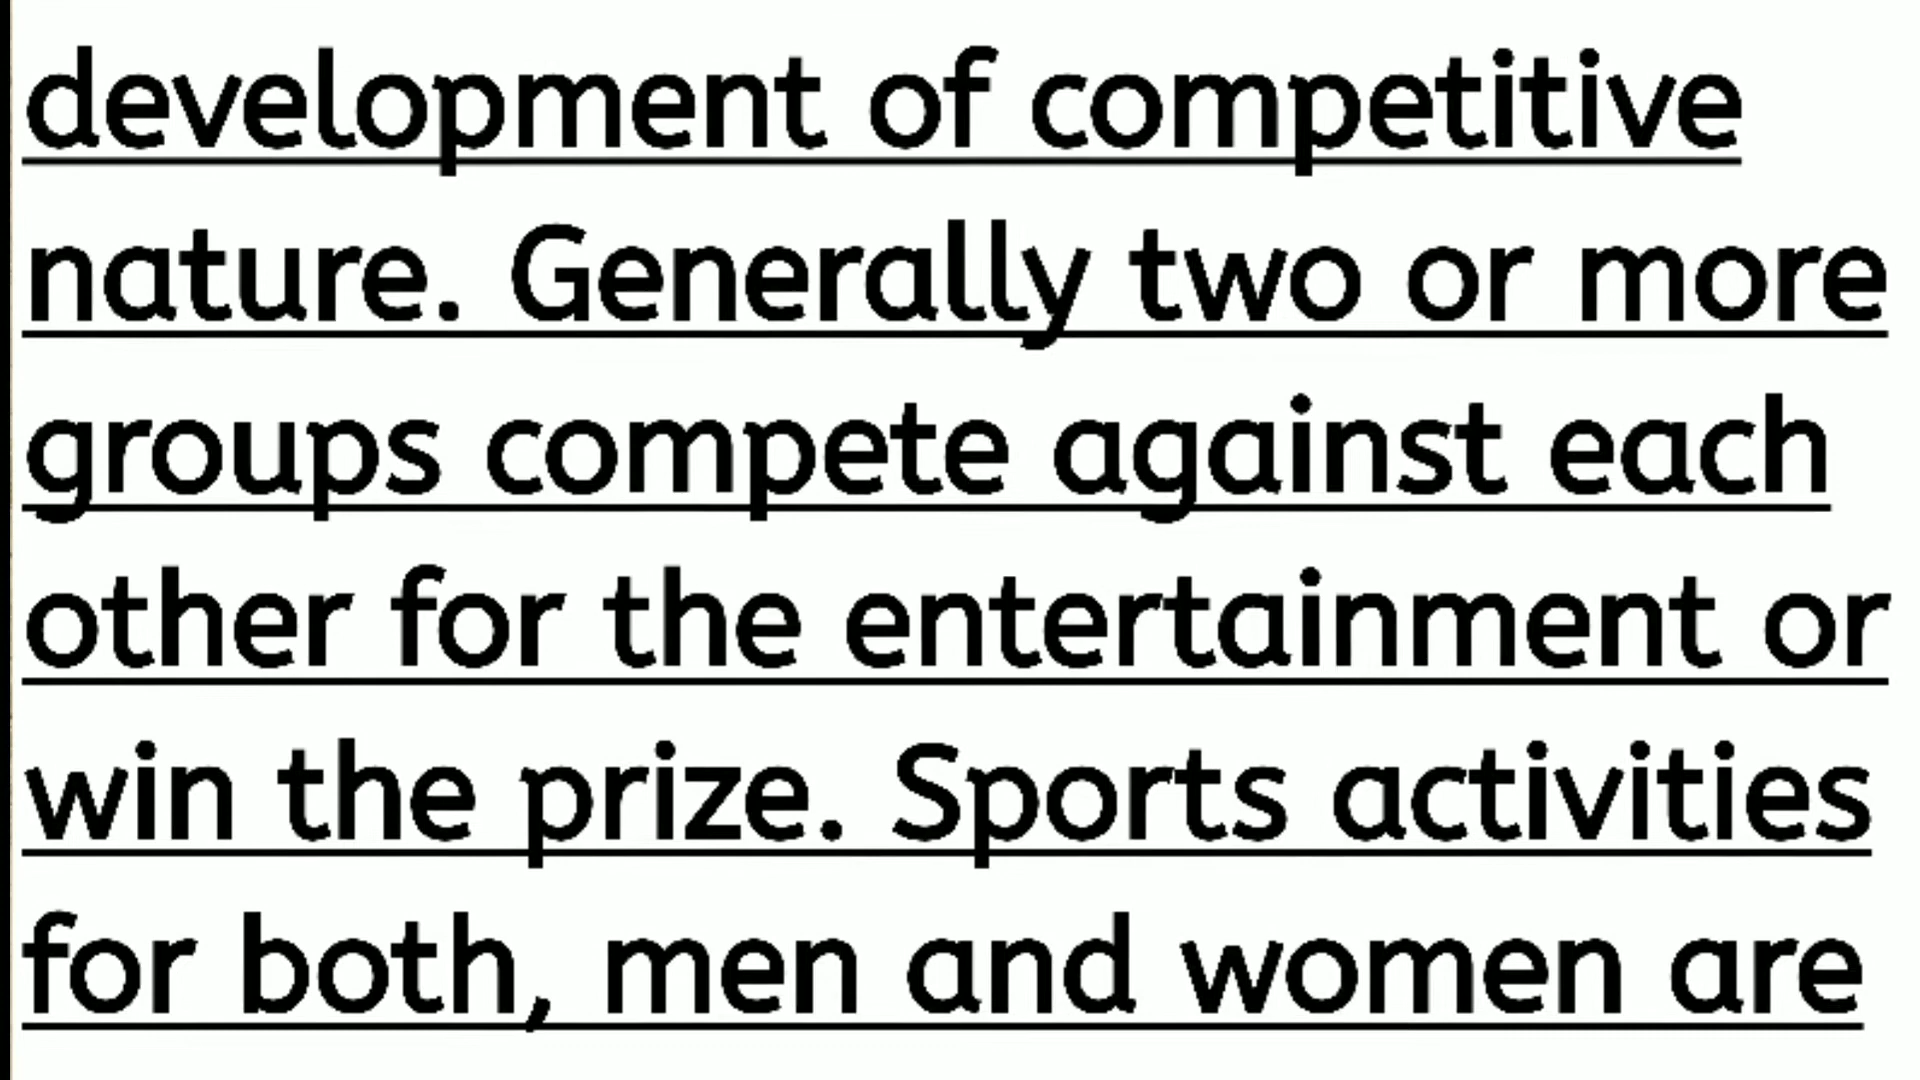 development of competitive
nature. Generally two or more
groups compete against each
other for the entertainment or
win the prize. Sports activities
for both, men and women are